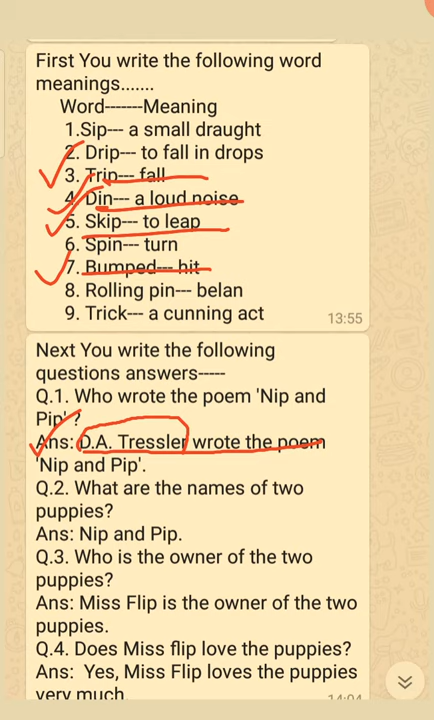 First You write the following word
meanings.......
Word-------Meaning
1.Sip--- a small draught
2. Drip--- to fall in drops
3. Trip--- fall
4. Din--- a loud noise
5. Skip--- to leap
6. Spin--- turn
7. Bumped--- hit
8. Rolling pin--- belan
9. Trick--- a cunning act
13:55
Next You write the following
questions answers-----
Q.1. Who wrote the poem 'Nip and
Pip' ?
Ans: D.A. Tressler wrote the poem
'Nip and Pip'.
Q.2. What are the names of two
puppies?
Ans: Nip and Pip.
Q.3. Who is the owner of the two
puppies?
Ans: Miss Flip is the owner of the two
puppies.
Q.4. Does Miss flip love the puppies?
Ans:  Yes, Miss Flip loves the puppies
very much.
14:04